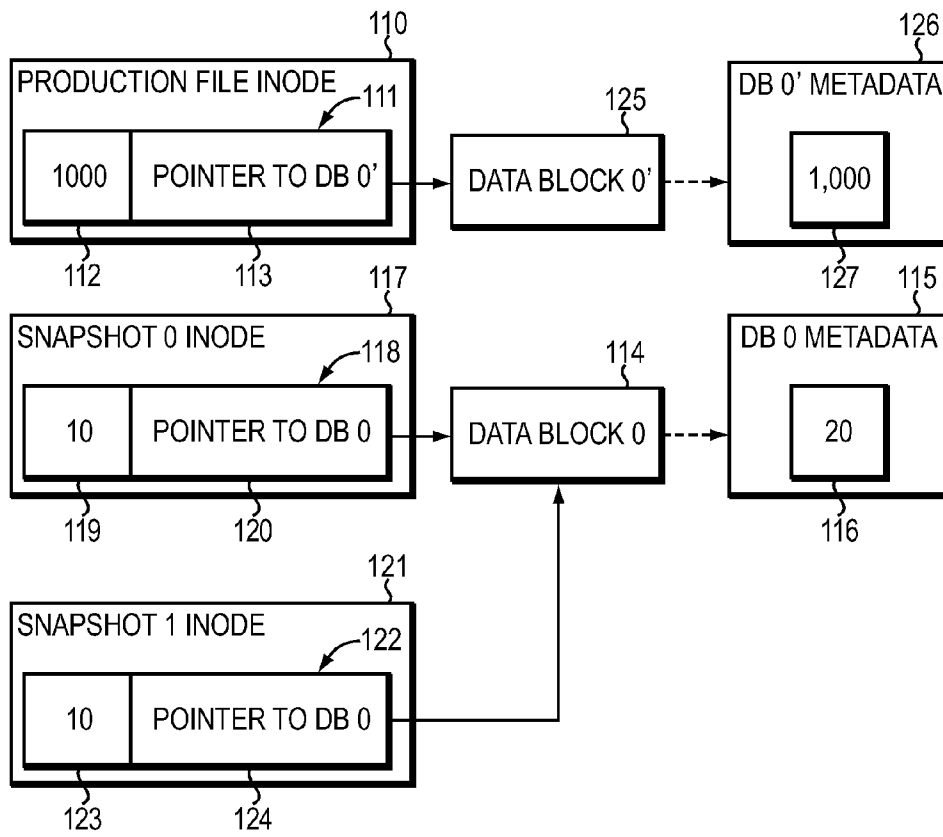 110
126
PRODUCTION FILE INODE
DB 0' METADATA
111
125
1000
POINTER TO DB 0'
DATA BLOCK 0'
1,000
112
113
127
117
115
SNAPSHOT 0 INODE
DB 0 METADATA
118
114
10
POINTER TO DB 0
DATA BLOCK 0
20
119
120
116
121
SNAPSHOT 1 INODE
122
10
POINTER TO DB 0
123
124